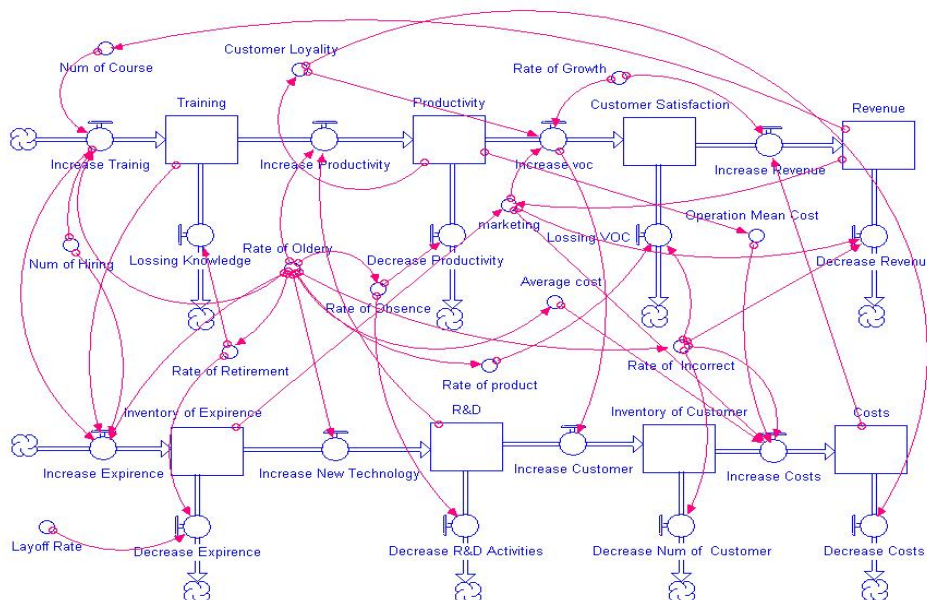 Customer Loyality
Num of Course
Rate of Growth
Training
Productivity
Customer Satisfaction
Revenue
Increase Trainig
Increase Productivity
Increase voc
Increase Revenue
marketing
Operation Mean Cost
Num of Hiring
Lossing Knowledge
Rate of Oldery
Decrease Productivity
Lossing VOC
Decrease Revenu
Rate of Obsence
Average cost
Rate of Retirement
Rate of product
Rate of Incorrect
Inventory of Expirence
R&D
Inventory of Customer
Costs
Increase Expirence
Increase New Technology
Increase Customer
Increase Costs
Layoff Rate
Decrease Expirence
Decrease R&D Activities
Decrease Num of Customer
Decrease Costs